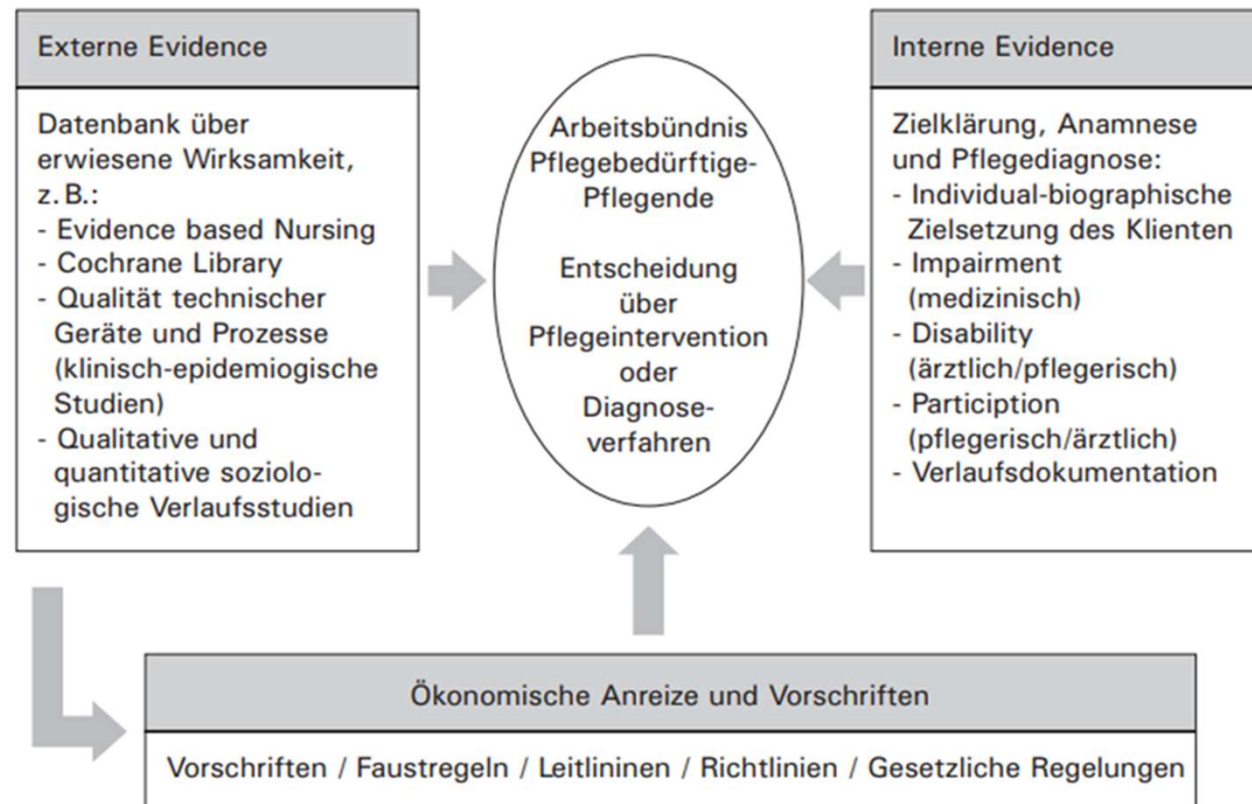 Externe Evidence
Datenbank über
erwiesene Wirksamkeit,
z. B.:
- Evidence based Nursing
- Cochrane Library
- Qualität technischer
Geräte und Prozesse
(klinisch-epidemiogische
Studien)
- Qualitative und
quantitative soziolo-
gische Verlaufsstudien
Arbeitsbündnis
Pflegebedürftige-
Pflegende
Entscheidung
über
Pflegeintervention
oder
Diagnose-
verfahren
Interne Evidence
Zielklärung, Anamnese
und Pflegediagnose:
- Individual-biographische
Zielsetzung des Klienten
- Impairment
(medizinisch)
- Disability
(ärztlich/pflegerisch)
- Particiption
(pflegerisch/ärztlich)
- Verlaufsdokumentation
Ökonomische Anreize und Vorschriften
Vorschriften / Faustregeln / Leitlininen / Richtlinien / Gesetzliche Regelungen